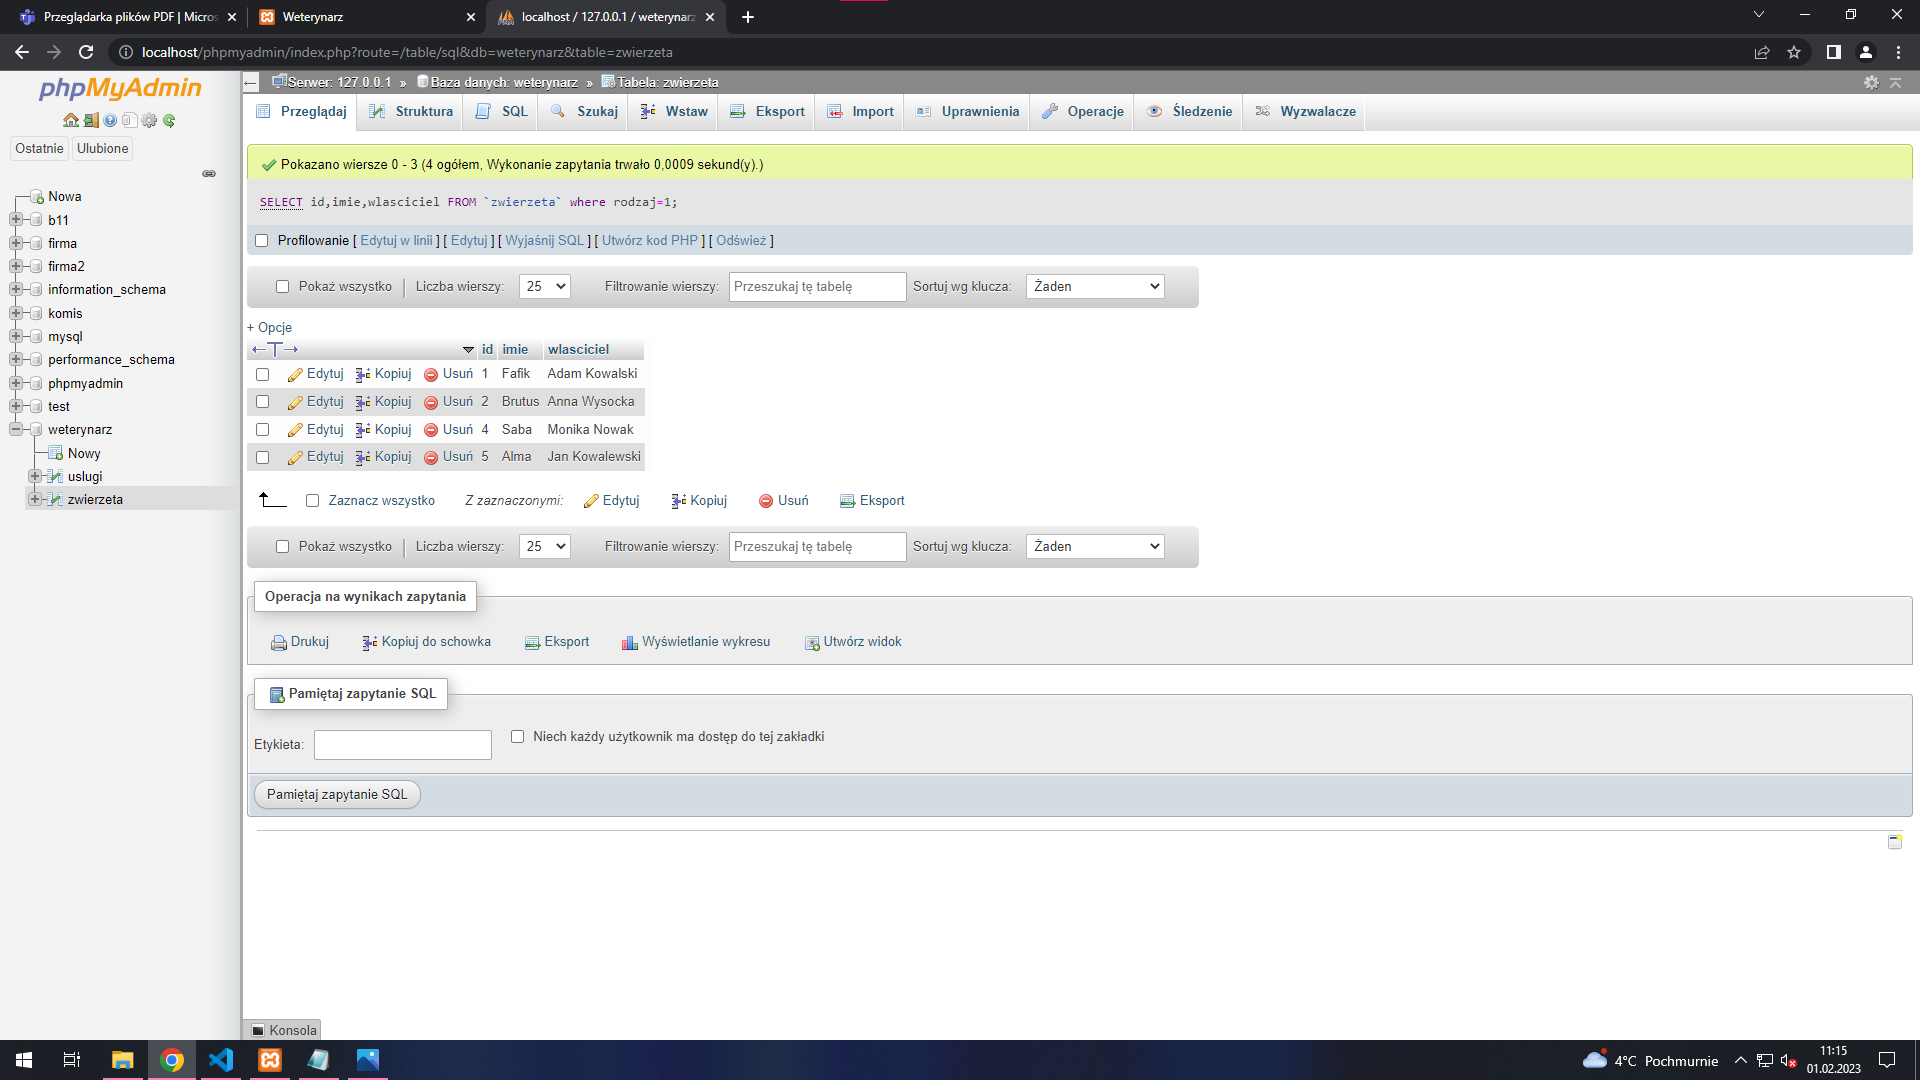 Przeglądarka plików PDF | Micros
Weterynarz
localhost / 127.0.0.1 / weterynarz
localhost/phpmyadmin/index.php?route=/table/sql&db=weterynarz&table=zwierzeta
phpMyAdmin
Ostatnie
Ulubione
Nowa
b11
firma
firma2
information_schema
komis
mysql
performance_schema
phpmyadmin
test
weterynarz
Nowy
uslugi
zwierzeta
Serwer: 127.0.0.1 » Baza danych: weterynarz » Tabela: zwierzeta
Przeglądaj Struktura SQL Szukaj Wstaw Eksport Import Uprawnienia Operacje Śledzenie Wyzwalacze
Pokazano wiersze 0 - 3 (4 ogółem, Wykonanie zapytania trwało 0,0009 sekund(y).)
SELECT id,imie,wlasciciel FROM `zwierzeta` where rodzaj=1;
Profilowanie [ Edytuj w linii ] [ Edytuj ] [ Wyjaśnij SQL ] [ Utwórz kod PHP ] [ Odśwież ]
Pokaż wszystko Liczba wierszy: 25 Filtrowanie wierszy: Przeszukaj tę tabelę Sortuj wg klucza: Żaden
+ Opcje
←T→ id imie wlasciciel
Edytuj Kopiuj Usuń 1 Fafik Adam Kowalski
Edytuj Kopiuj Usuń 2 Brutus Anna Wysocka
Edytuj Kopiuj Usuń 4 Saba Monika Nowak
Edytuj Kopiuj Usuń 5 Alma Jan Kowalewski
Zaznacz wszystko Z zaznaczonymi: Edytuj Kopiuj Usuń Eksport
Pokaż wszystko Liczba wierszy: 25 Filtrowanie wierszy: Przeszukaj tę tabelę Sortuj wg klucza: Żaden
Operacja na wynikach zapytania
Drukuj Kopiuj do schowka Eksport Wyświetlanie wykresu Utwórz widok
Pamiętaj zapytanie SQL
Etykieta: Niech każdy użytkownik ma dostęp do tej zakładki
Pamiętaj zapytanie SQL
Konsola
4°C Pochmurnie
11:15
01.02.2023